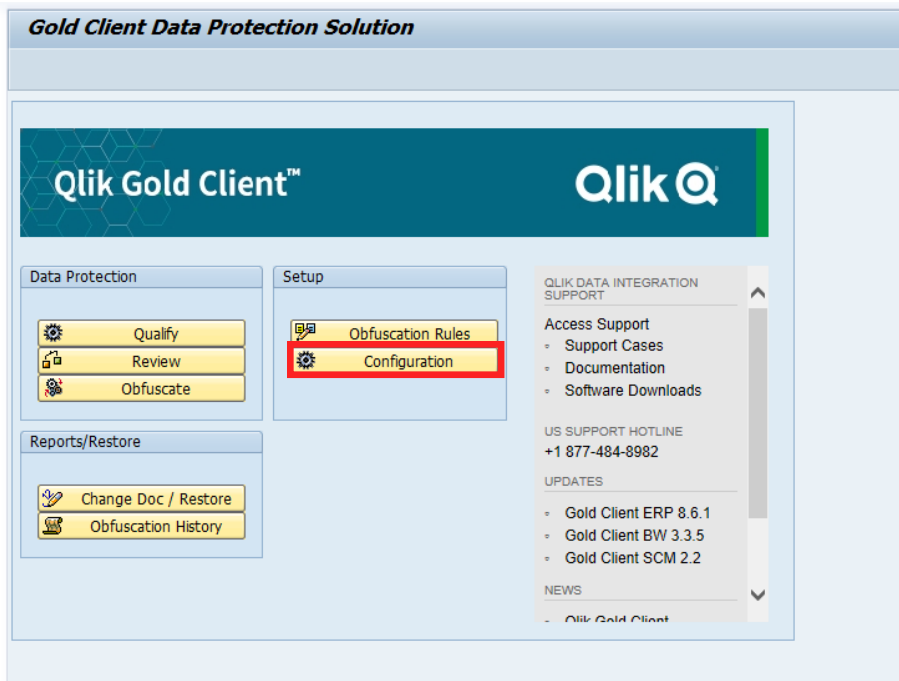 Gold Client Data Protection Solution
Qlik Gold Client™
Qlik
Data Protection
Qualify
Review
Obfuscate
Setup
Obfuscation Rules
Configuration
Reports/Restore
Change Doc / Restore
Obfuscation History
QLIK DATA INTEGRATION
SUPPORT
Access Support
Support Cases
Documentation
Software Downloads
US SUPPORT HOTLINE
+1 877-484-8982
UPDATES
Gold Client ERP 8.6.1
Gold Client BW 3.3.5
Gold Client SCM 2.2
NEWS
Qlik Gold Client